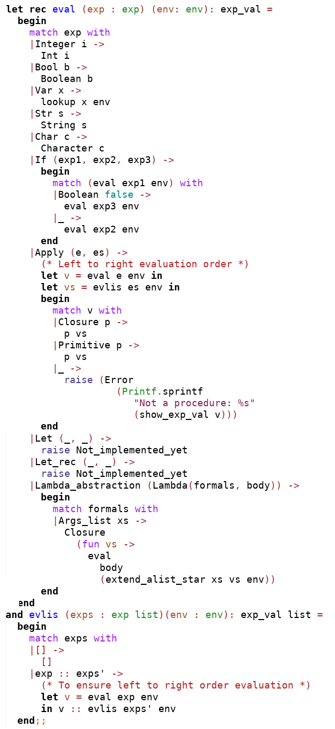 let rec eval (exp : exp) (env: env): exp_val =
  begin
    match exp with
    |Integer i ->
      Int i
    |Bool b ->
      Boolean b
    |Var x ->
      lookup x env
    |Str s ->
      String s
    |Char c ->
      Character c
    |If (exp1, exp2, exp3) ->
      begin
        match (eval exp1 env) with
        |Boolean false ->
          eval exp3 env
        |_ ->
          eval exp2 env
      end
    |Apply (e, es) ->
      (* Left to right evaluation order *)
      let v = eval e env in
      let vs = evlis es env in
      begin
        match v with
        |Closure p ->
          p vs
        |Primitive p ->
          p vs
        |_ ->
          raise (Error
                   (Printf.sprintf
                      "Not a procedure: %s"
                      (show_exp_val v)))
      end
    |Let (_, _) ->
      raise Not_implemented_yet
    |Let_rec (_, _) ->
      raise Not_implemented_yet
    |Lambda_abstraction (Lambda(formals, body)) ->
      begin
        match formals with
        |Args_list xs ->
          Closure
            (fun vs ->
              eval
                body
                (extend_alist_star xs vs env))
      end
  end
and evlis (exps : exp list)(env : env): exp_val list =
  begin
    match exps with
    |[] ->
      []
    |exp :: exps' ->
      (* To ensure left to right order evaluation *)
      let v = eval exp env
      in v :: evlis exps' env
  end;;